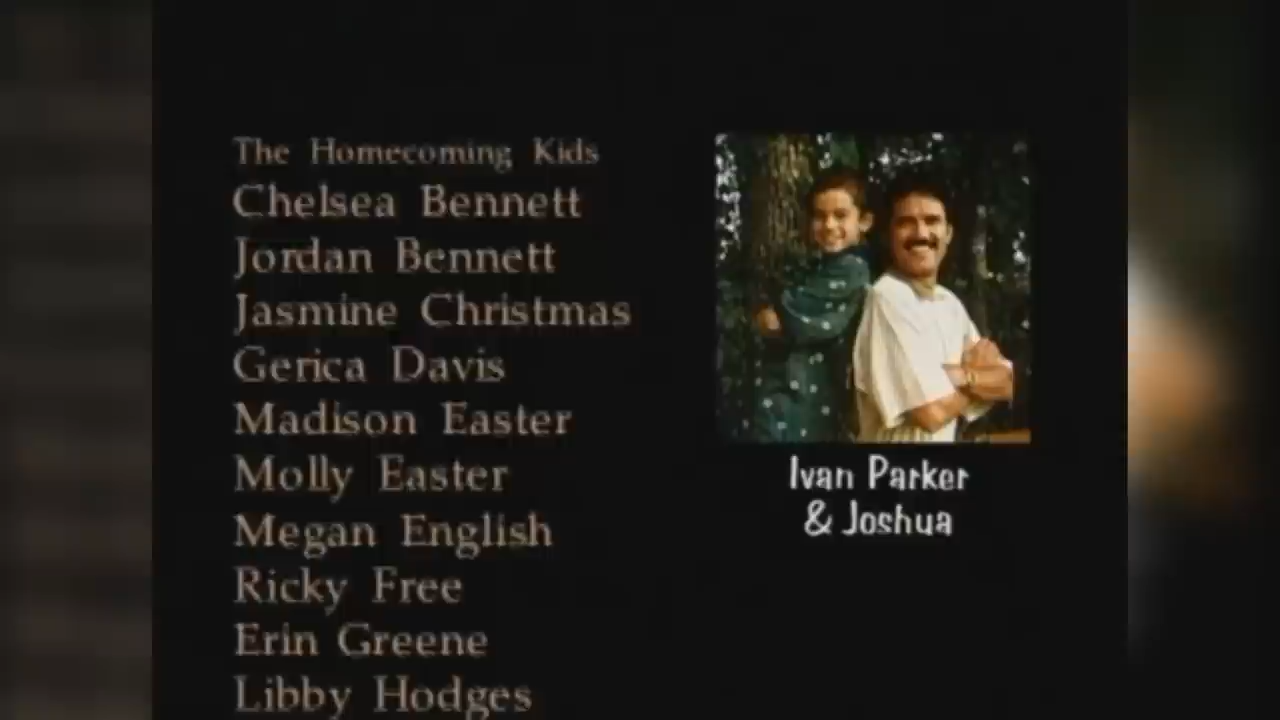 The Homecoming Kids
Chelsea Bennett
Jordan Bennett
Jasmine Christmas
Gerica Davis
Madison Easter
Molly Easter
Megan English
Ricky Free
Erin Greene
Libby Hodges
Ivan Parker
& Joshua